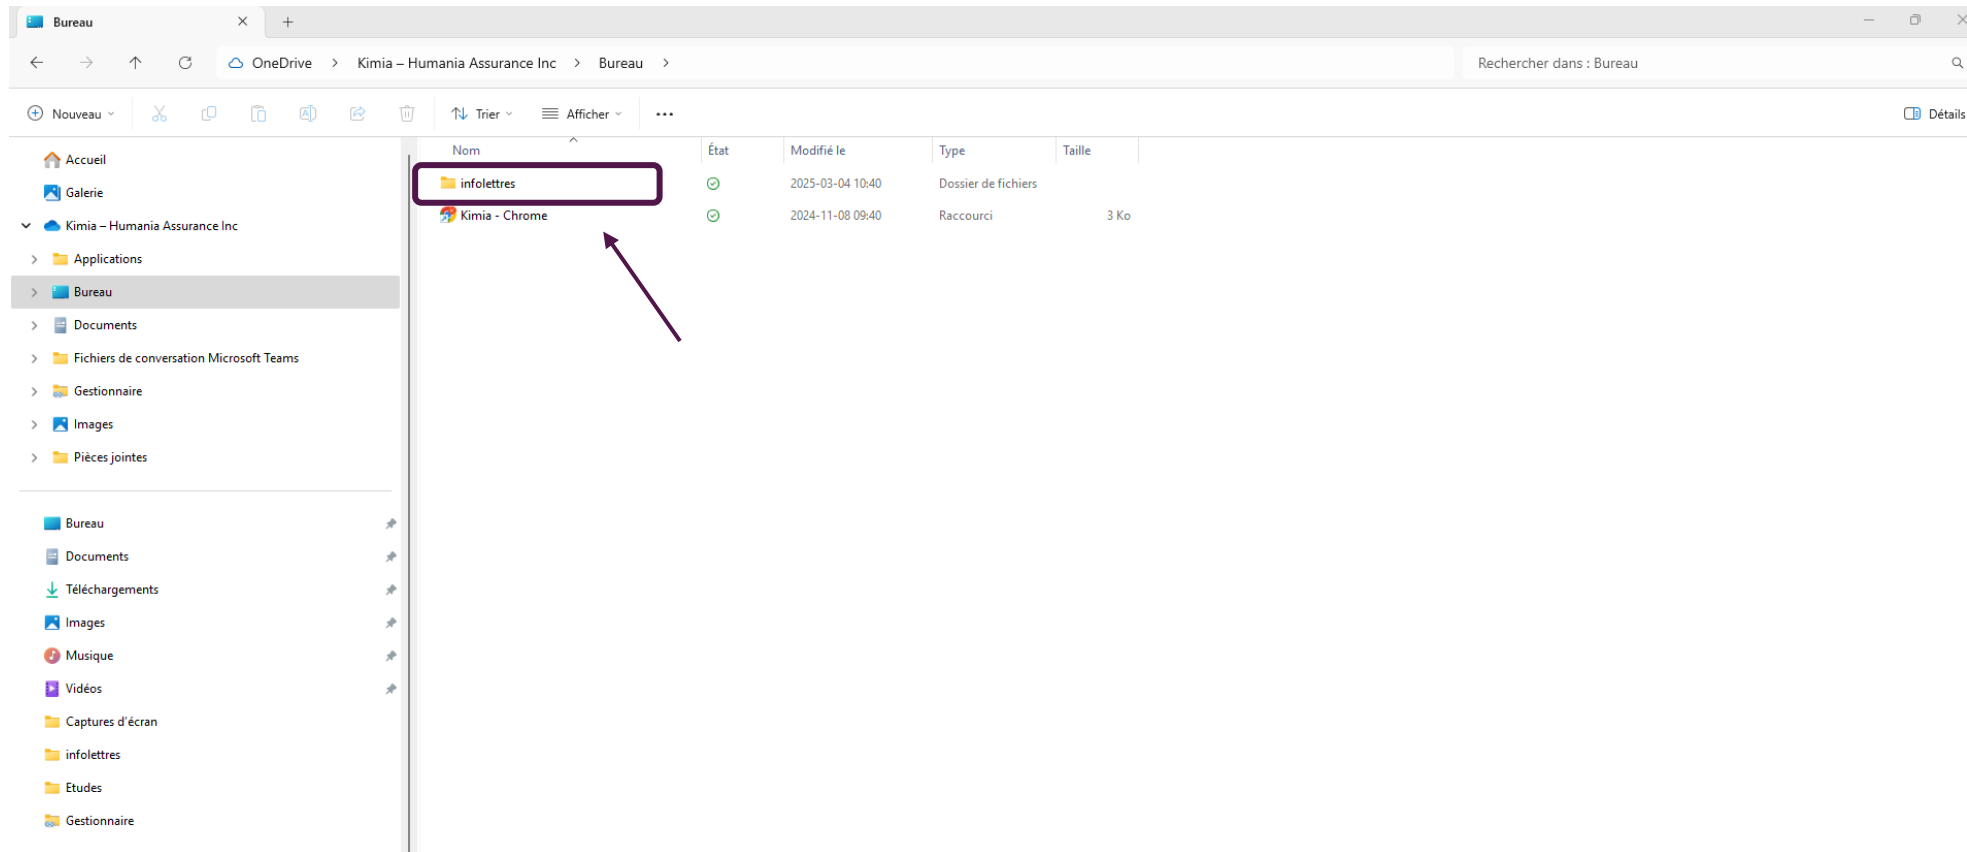 Bureau
OneDrive > Kimia – Humania Assurance Inc > Bureau >
Rechercher dans : Bureau
Nouveau
Trier
Afficher
Détails
Nom État Modifié le Type Taille
infolettres 2025-03-04 10:40 Dossier de fichiers
Kimia - Chrome 2024-11-08 09:40 Raccourci 3 Ko
Accueil
Galerie
Kimia – Humania Assurance Inc
Applications
Bureau
Documents
Fichiers de conversation Microsoft Teams
Gestionnaire
Images
Pièces jointes
Bureau
Documents
Téléchargements
Images
Musique
Vidéos
Captures d'écran
infolettres
Etudes
Gestionnaire